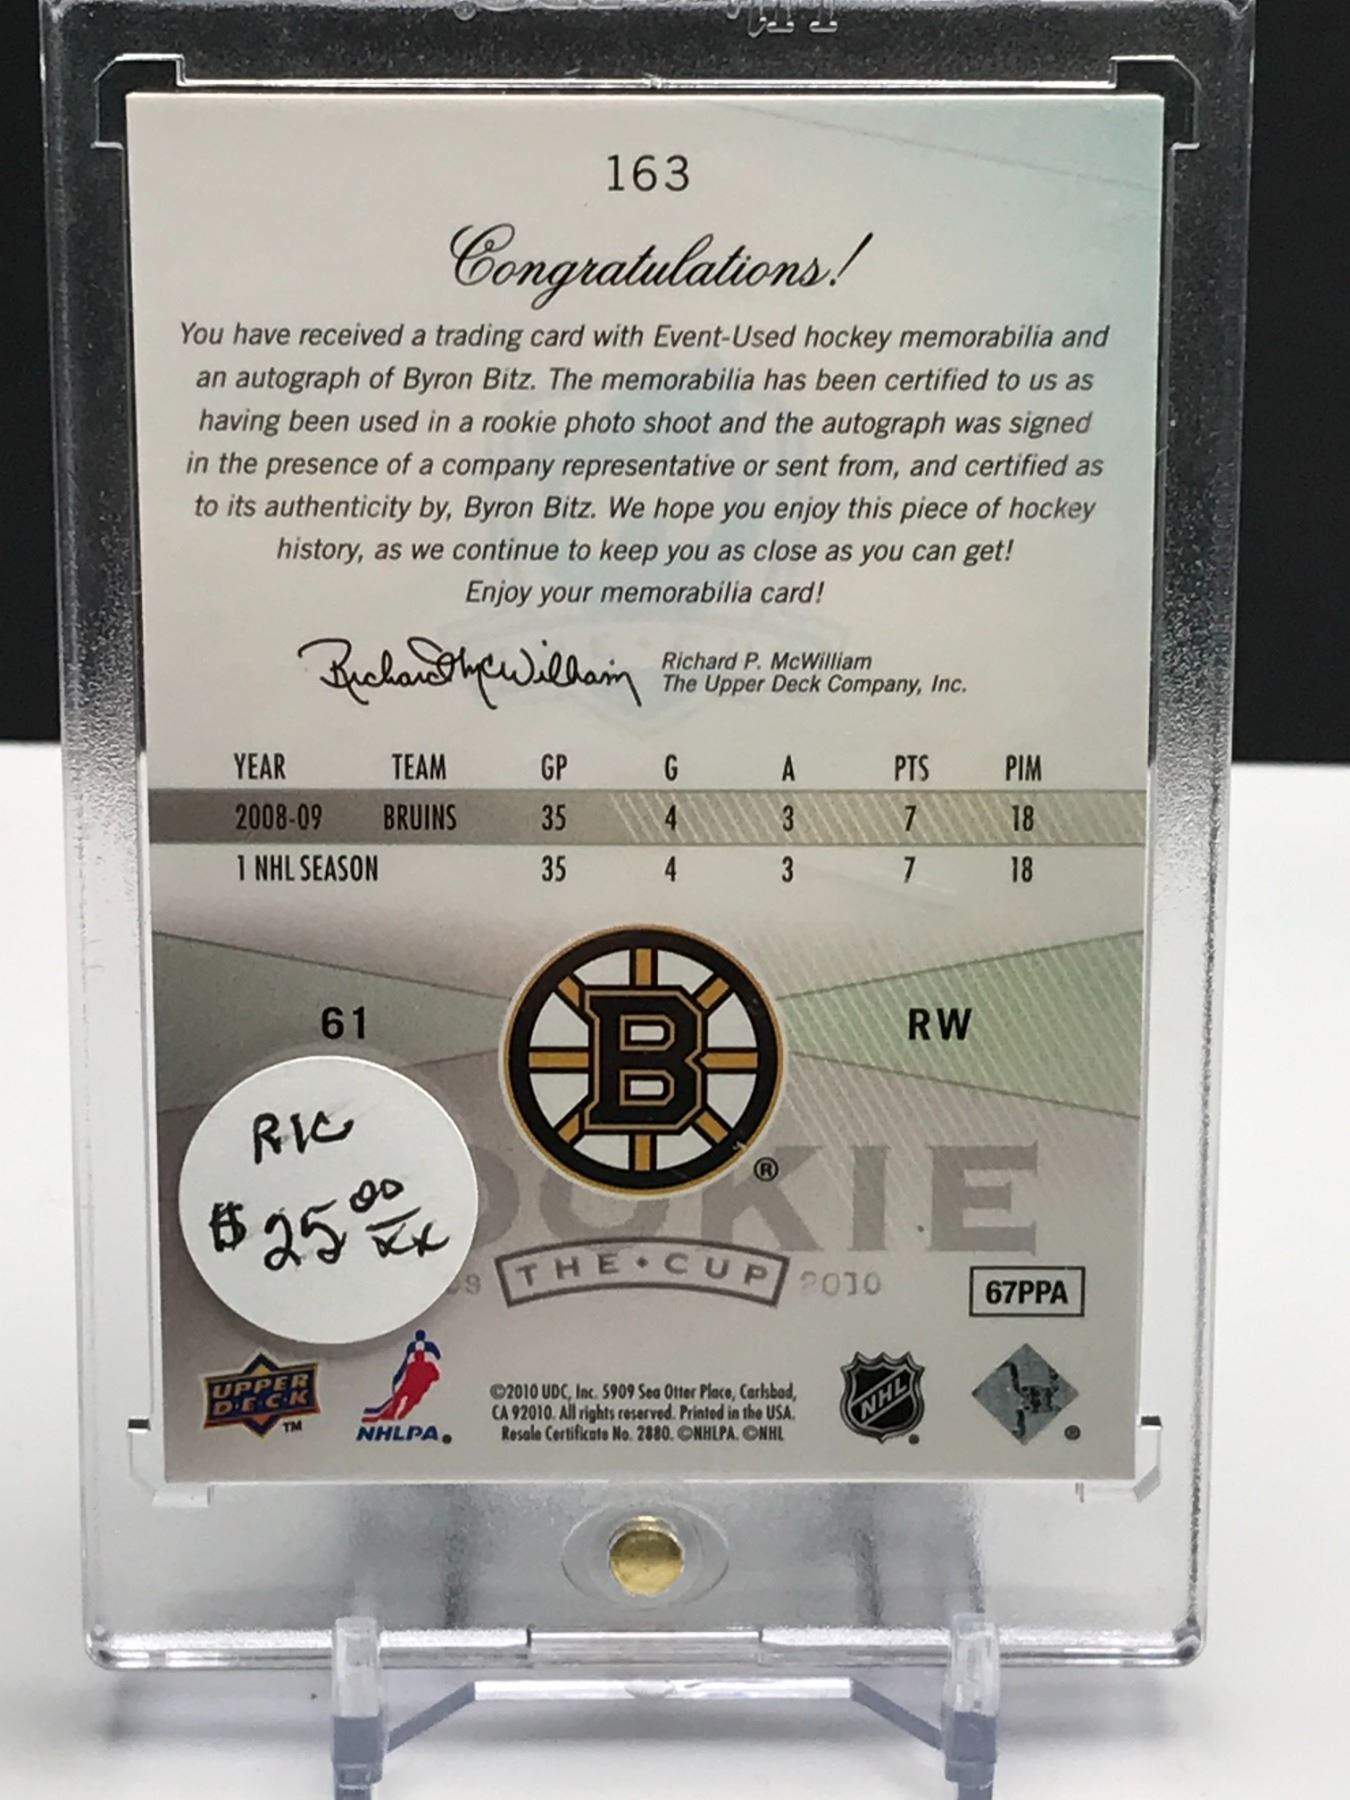 163
Congratulations!
You have received a trading card with Event-Used hockey memorabilia and
an autograph of Byron Bitz. The memorabilia has been certified to us as
having been used in a rookie photo shoot and the autograph was signed
in the presence of a company representative or sent from, and certified as
to its authenticity by, Byron Bitz. We hope you enjoy this piece of hockey
history, as we continue to keep you as close as you can get!
Enjoy your memorabilia card!
Richard McWilliam
Richard P. McWilliam
The Upper Deck Company, Inc.
YEAR TEAM GP G A PTS PIM
2008-09 BRUINS 35 4 3 7 18
1 NHL SEASON 35 4 3 7 18
61 B ® RW
OOKIE
R/C
$25 00/xx
09 THE • CUP 2010
67PPA
UPPER
DECK
TM
NHLPA.
©2010 UDC, Inc. 5909 Sea Otter Place, Carlsbad,
CA 92010. All rights reserved. Printed in the USA.
Resale Certificate No. 2880. ©NHLPA. ©NHL
NHL